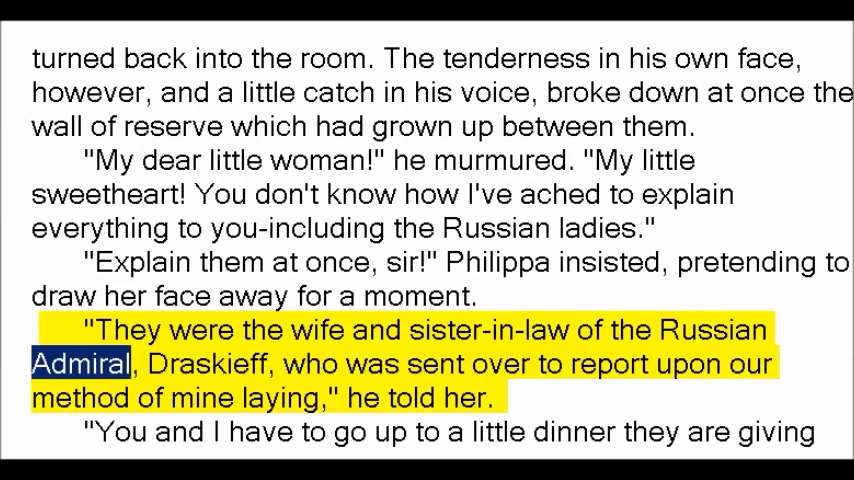 turned back into the room. The tenderness in his own face,
however, and a little catch in his voice, broke down at once the
wall of reserve which had grown up between them.
"My dear little woman!" he murmured. "My little
sweetheart! You don't know how I've ached to explain
everything to you-including the Russian ladies."
"Explain them at once, sir!" Philippa insisted, pretending to
draw her face away for a moment.
"They were the wife and sister-in-law of the Russian
Admiral, Draskieff, who was sent over to report upon our
method of mine laying," he told her.
"You and I have to go up to a little dinner they are giving